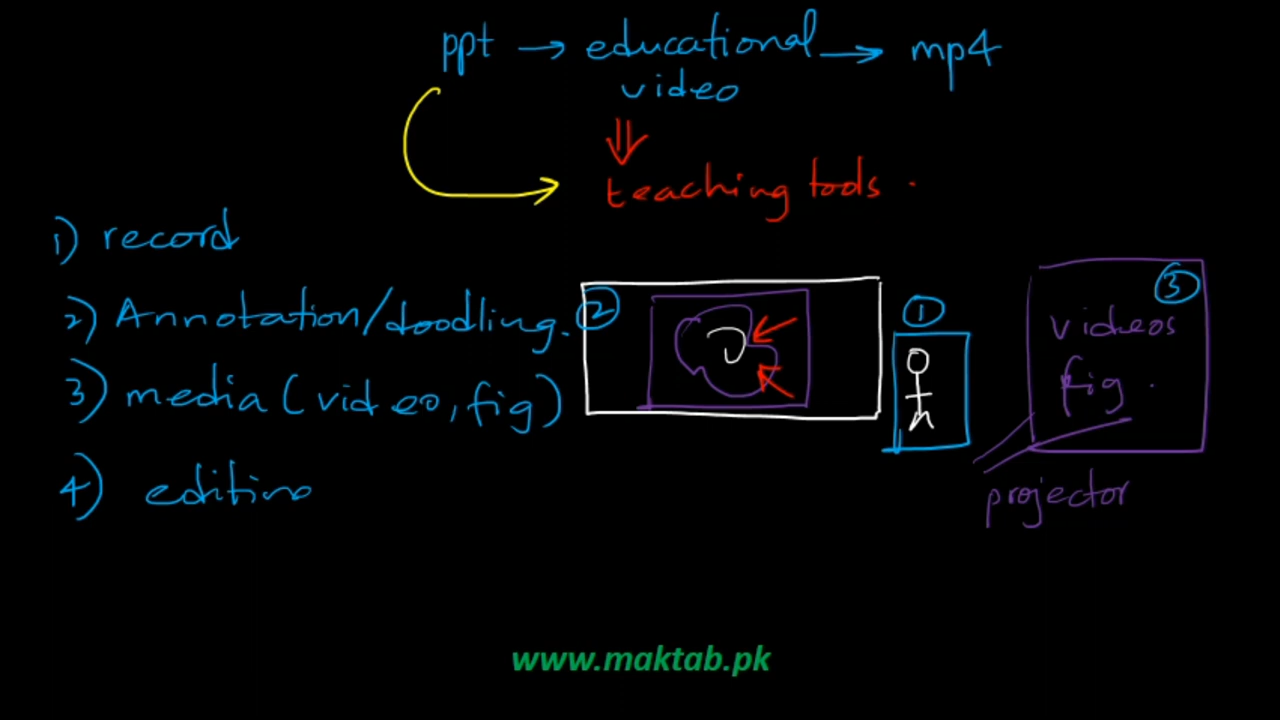 ppt → educational → mp4
video
⇓
teaching tools.
1) record
2) Annotation/doodling.
3) media (video, fig)
4) editing
2
1
3
videos
fig.
projector
www.maktab.pk